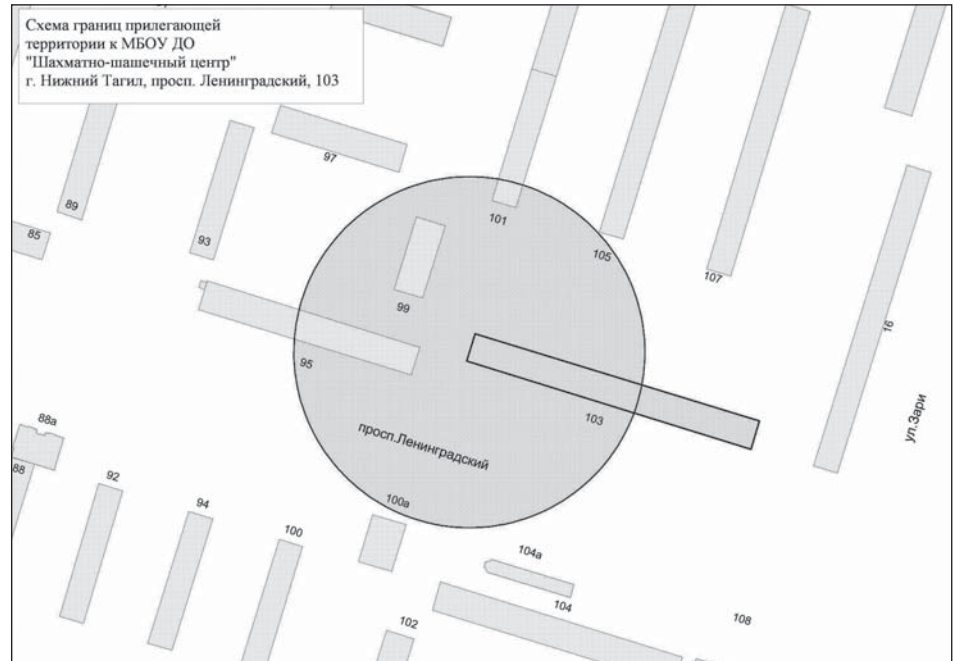 Схема границ прилегающей
территории к МБОУ ДО
"Шахматно-шашечный центр"
г. Нижний Тагил, просп. Ленинградский, 103
97
89
101
85
93
105
107
99
16
95
103
ул.Зари
просп.Ленинградский
88а
88
92
94
100а
100
104а
104
102
108